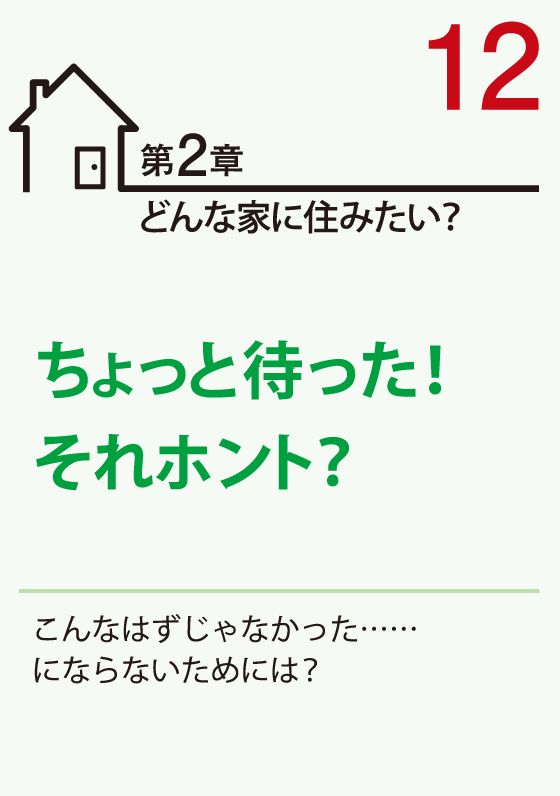 12
第2章
どんな家に住みたい?
ちょっと待った!
それホント?
こんなはずじゃなかった……
にならないためには?